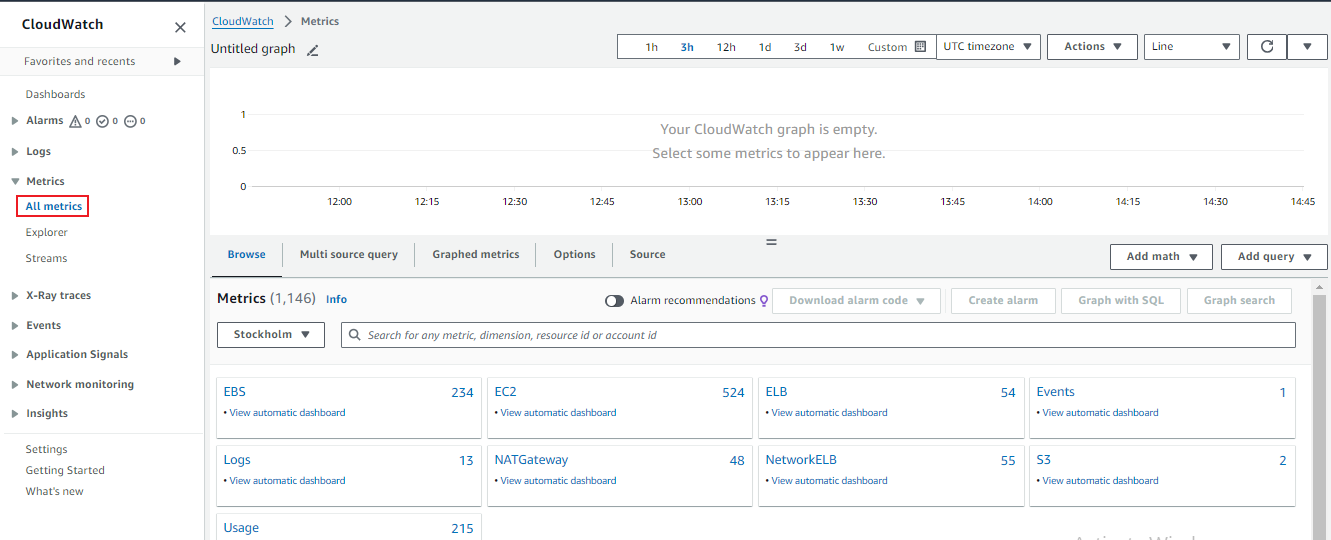 CloudWatch
Favorites and recents
Dashboards
Alarms 0 0 0
Logs
Metrics
All metrics
Explorer
Streams
X-Ray traces
Events
Application Signals
Network monitoring
Insights
Settings
Getting Started
What's new
CloudWatch > Metrics
Untitled graph
1h 3h 12h 1d 3d 1w Custom UTC timezone Actions Line
1
0.5
0
Your CloudWatch graph is empty.
Select some metrics to appear here.
12:00 12:15 12:30 12:45 13:00 13:15 13:30 13:45 14:00 14:15 14:30 14:45
Browse Multi source query Graphed metrics Options Source Add math Add query
Metrics (1,146) Info Alarm recommendations Download alarm code Create alarm Graph with SQL Graph search
Stockholm Search for any metric, dimension, resource id or account id
EBS 234 EC2 524 ELB 54 Events 1
• View automatic dashboard • View automatic dashboard • View automatic dashboard • View automatic dashboard
Logs 13 NATGateway 48 NetworkELB 55 S3 2
• View automatic dashboard • View automatic dashboard • View automatic dashboard • View automatic dashboard
Usage 215